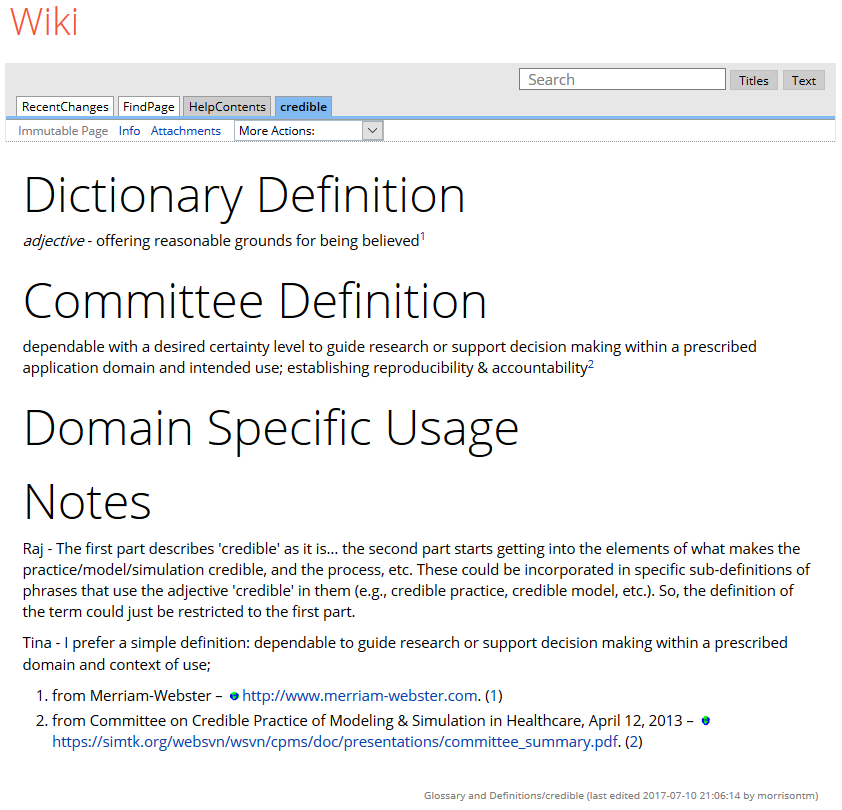 Wiki
Search
Titles
Text
RecentChanges
FindPage
HelpContents
credible
Immutable Page
Info
Attachments
More Actions:
Dictionary Definition
adjective - offering reasonable grounds for being believed1
Committee Definition
dependable with a desired certainty level to guide research or support decision making within a prescribed
application domain and intended use; establishing reproducibility & accountability2
Domain Specific Usage
Notes
Raj - The first part describes 'credible' as it is... the second part starts getting into the elements of what makes the
practice/model/simulation credible, and the process, etc. These could be incorporated in specific sub-definitions of
phrases that use the adjective 'credible' in them (e.g., credible practice, credible model, etc.). So, the definition of
the term could just be restricted to the first part.
Tina - I prefer a simple definition: dependable to guide research or support decision making within a prescribed
domain and context of use;
1. from Merriam-Webster – http://www.merriam-webster.com. (1)
2. from Committee on Credible Practice of Modeling & Simulation in Healthcare, April 12, 2013 –
https://simtk.org/websvn/wsvn/cpms/doc/presentations/committee_summary.pdf. (2)
Glossary and Definitions/credible (last edited 2017-07-10 21:06:14 by morrisontm)